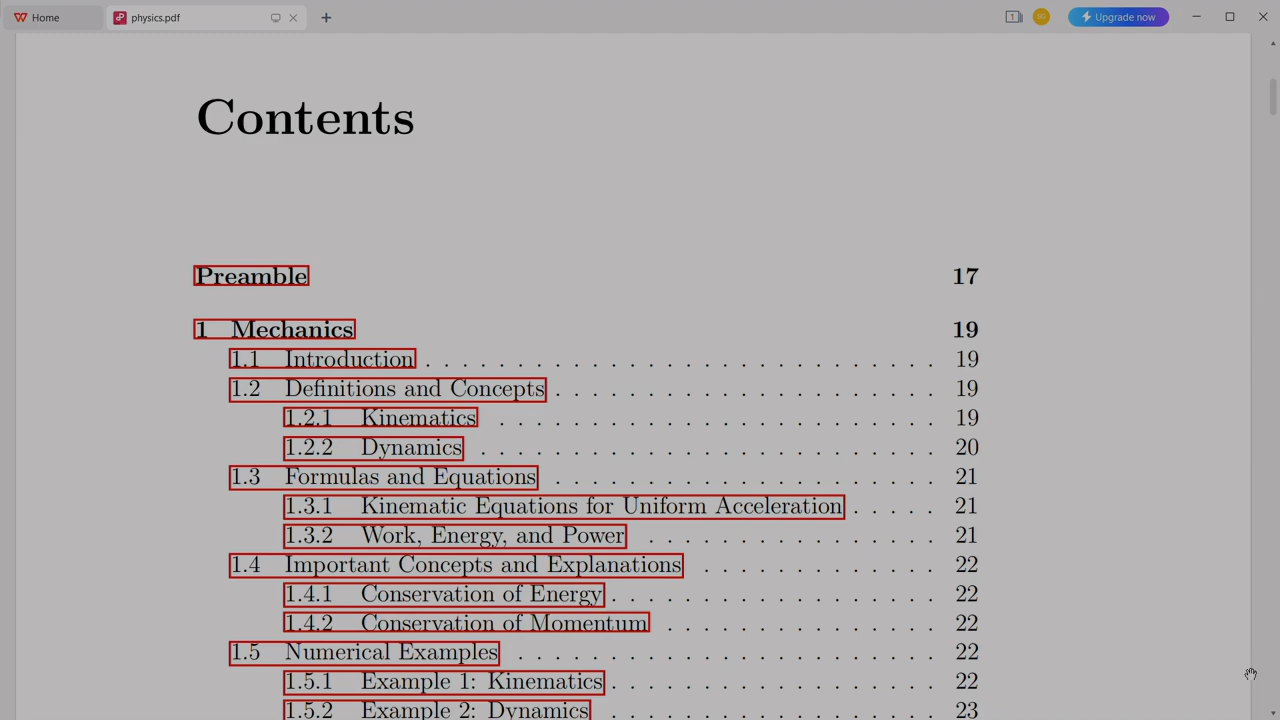 Home
physics.pdf
1
SG
Upgrade now
Contents
Preamble 17
1 Mechanics 19
1.1 Introduction . . . . . . . . . . . . . . . . . . . . . . . . . . . . 19
1.2 Definitions and Concepts . . . . . . . . . . . . . . . . . . . . 19
1.2.1 Kinematics . . . . . . . . . . . . . . . . . . . . . . . 19
1.2.2 Dynamics . . . . . . . . . . . . . . . . . . . . . . . . 20
1.3 Formulas and Equations . . . . . . . . . . . . . . . . . . . . 21
1.3.1 Kinematic Equations for Uniform Acceleration . . . . . 21
1.3.2 Work, Energy, and Power . . . . . . . . . . . . . . . 21
1.4 Important Concepts and Explanations . . . . . . . . . . . . 22
1.4.1 Conservation of Energy . . . . . . . . . . . . . . . . . 22
1.4.2 Conservation of Momentum . . . . . . . . . . . . . . 22
1.5 Numerical Examples . . . . . . . . . . . . . . . . . . . . . . 22
1.5.1 Example 1: Kinematics . . . . . . . . . . . . . . . . . 22
1.5.2 Example 2: Dynamics . . . . . . . . . . . . . . . . . 23